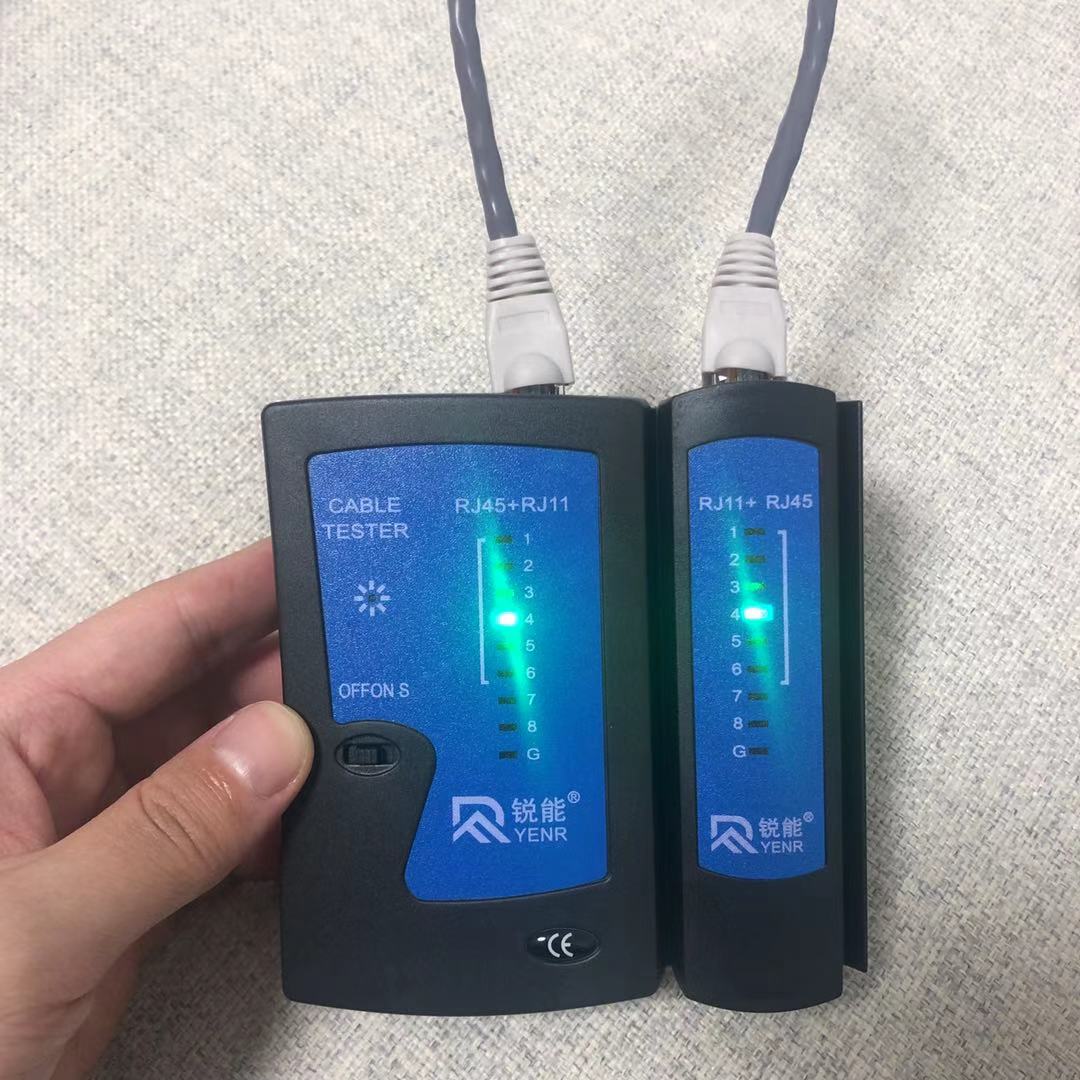 CABLE
TESTER
RJ45+RJ11
1
2
3
4
5
6
7
8
G
OFFON S
锐能®
YENR
CE
RJ11+ RJ45
1
2
3
4
5
6
7
8
G
锐能®
YENR